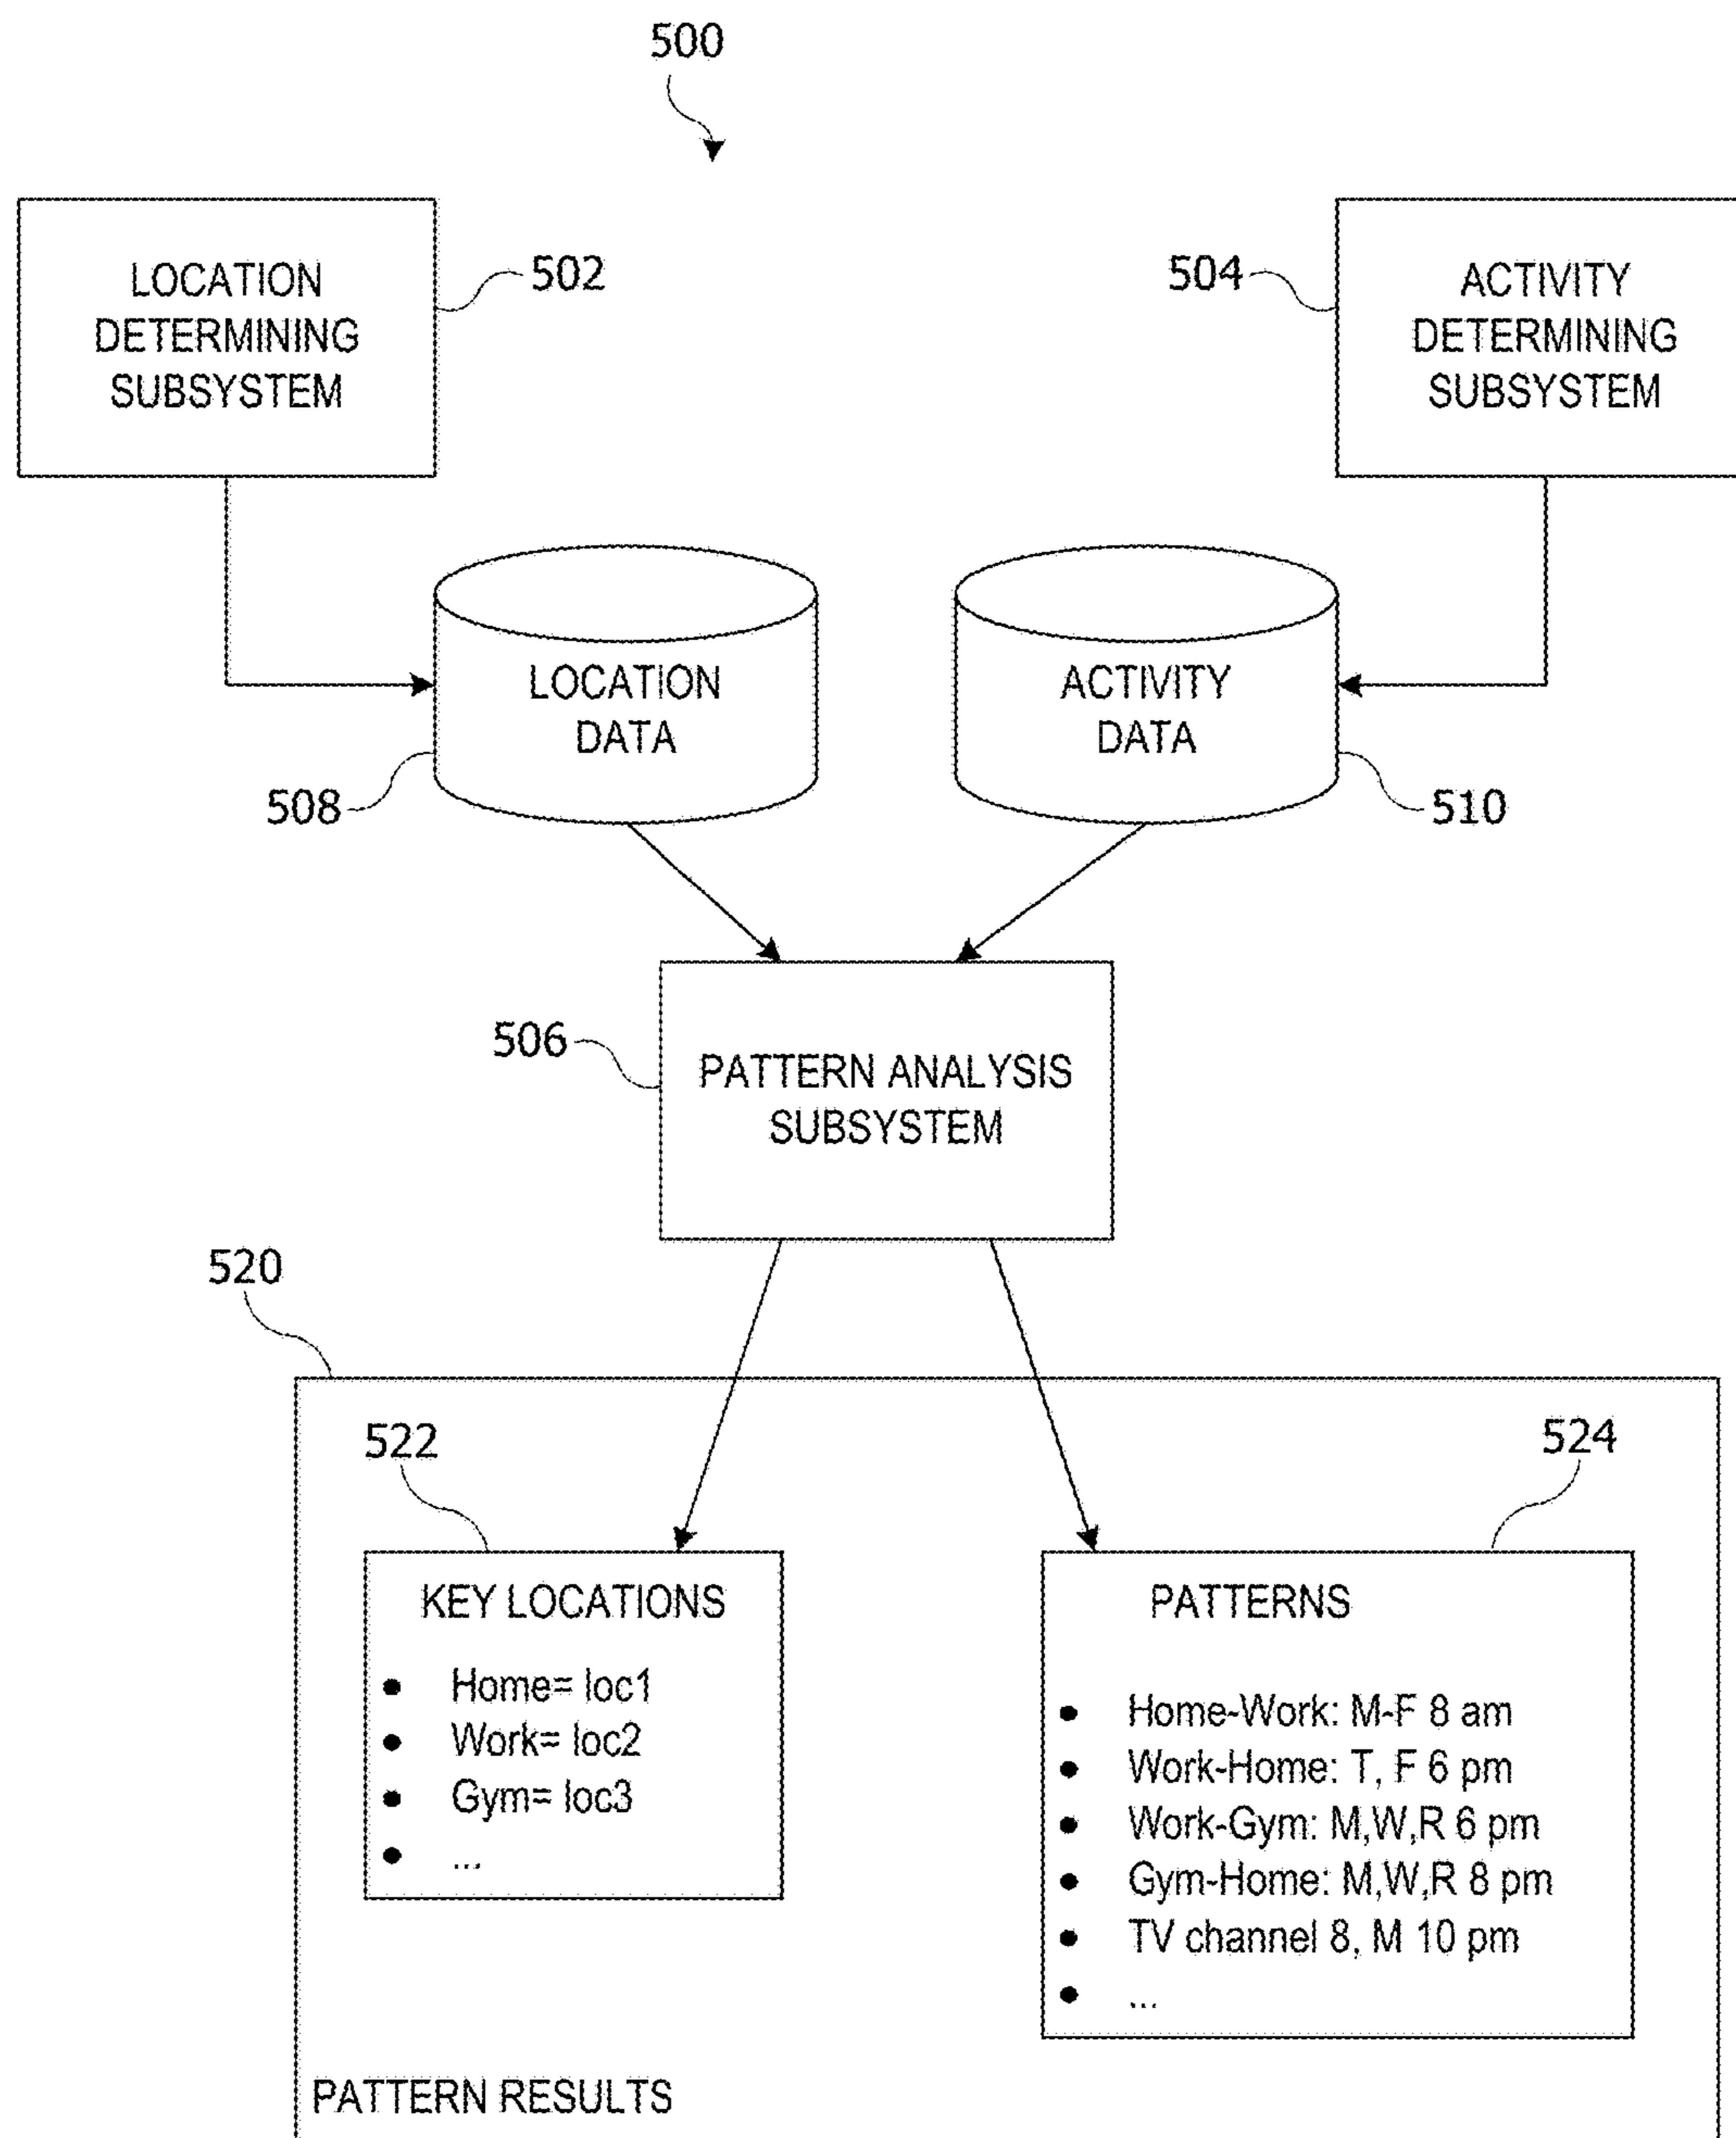 500
LOCATION
DETERMINING
SUBSYSTEM
502
504
ACTIVITY
DETERMINING
SUBSYSTEM
LOCATION
DATA
508
ACTIVITY
DATA
510
506
PATTERN ANALYSIS
SUBSYSTEM
520
522
524
KEY LOCATIONS
• Home= loc1
• Work= loc2
• Gym= loc3
• ...
PATTERNS
• Home-Work: M-F 8 am
• Work-Home: T, F 6 pm
• Work-Gym: M,W,R 6 pm
• Gym-Home: M,W,R 8 pm
• TV channel 8, M 10 pm
• ...
PATTERN RESULTS